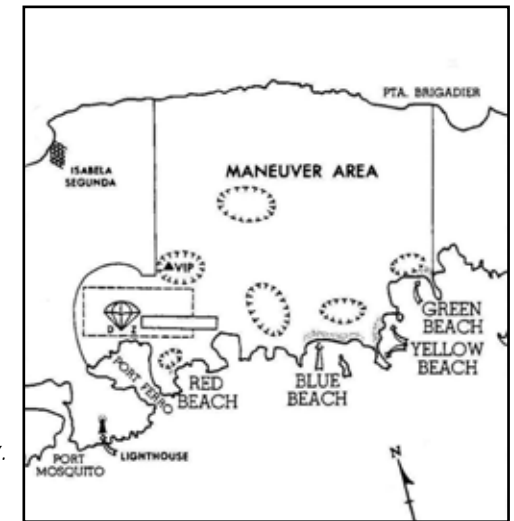 PTA. BRIGADIER
ISABELA
SEGUNDA
MANEUVER AREA
VIP
D Z
GREEN
BEACH
YELLOW
BEACH
BLUE
BEACH
RED
BEACH
PORT FERRO
LIGHTHOUSE
PORT
MOSQUITO
N